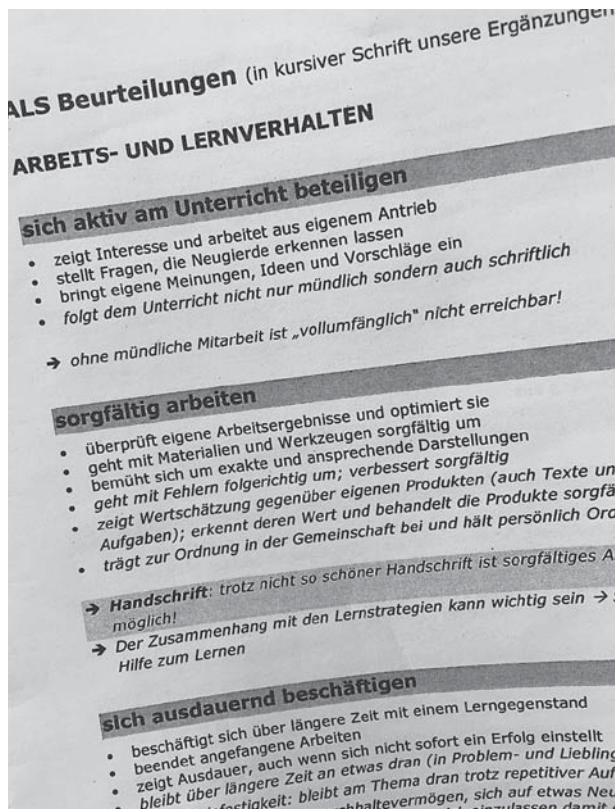 ALS Beurteilungen (in kursiver Schrift unsere Ergänzungen
ARBEITS- UND LERNVERHALTEN
sich aktiv am Unterricht beteiligen
• zeigt Interesse und arbeitet aus eigenem Antrieb
• stellt Fragen, die Neugierde erkennen lassen
• bringt eigene Meinungen, Ideen und Vorschläge ein
• folgt dem Unterricht nicht nur mündlich sondern auch schriftlich
→ ohne mündliche Mitarbeit ist „vollumfänglich" nicht erreichbar!
sorgfältig arbeiten
• überprüft eigene Arbeitsergebnisse und optimiert sie
• geht mit Materialien und Werkzeugen sorgfältig um
• bemüht sich um exakte und ansprechende Darstellungen
• geht mit Fehlern folgerichtig um; verbessert sorgfältig
• zeigt Wertschätzung gegenüber eigenen Produkten (auch Texte un
Aufgaben); erkennt deren Wert und behandelt die Produkte sorgfä
• trägt zur Ordnung in der Gemeinschaft bei und hält persönlich Ord
→ Handschrift: trotz nicht so schöner Handschrift ist sorgfältiges A
möglich!
→ Der Zusammenhang mit den Lernstrategien kann wichtig sein →
Hilfe zum Lernen
sich ausdauernd beschäftigen
• beschäftigt sich über längere Zeit mit einem Lerngegenstand
• beendet angefangene Arbeiten
• zeigt Ausdauer, auch wenn sich nicht sofort ein Erfolg einstellt
• bleibt über längere Zeit an etwas dran (in Problem- und Liebling
bleibt am Thema dran trotz repetitiver Auf
sich auf etwas Neu